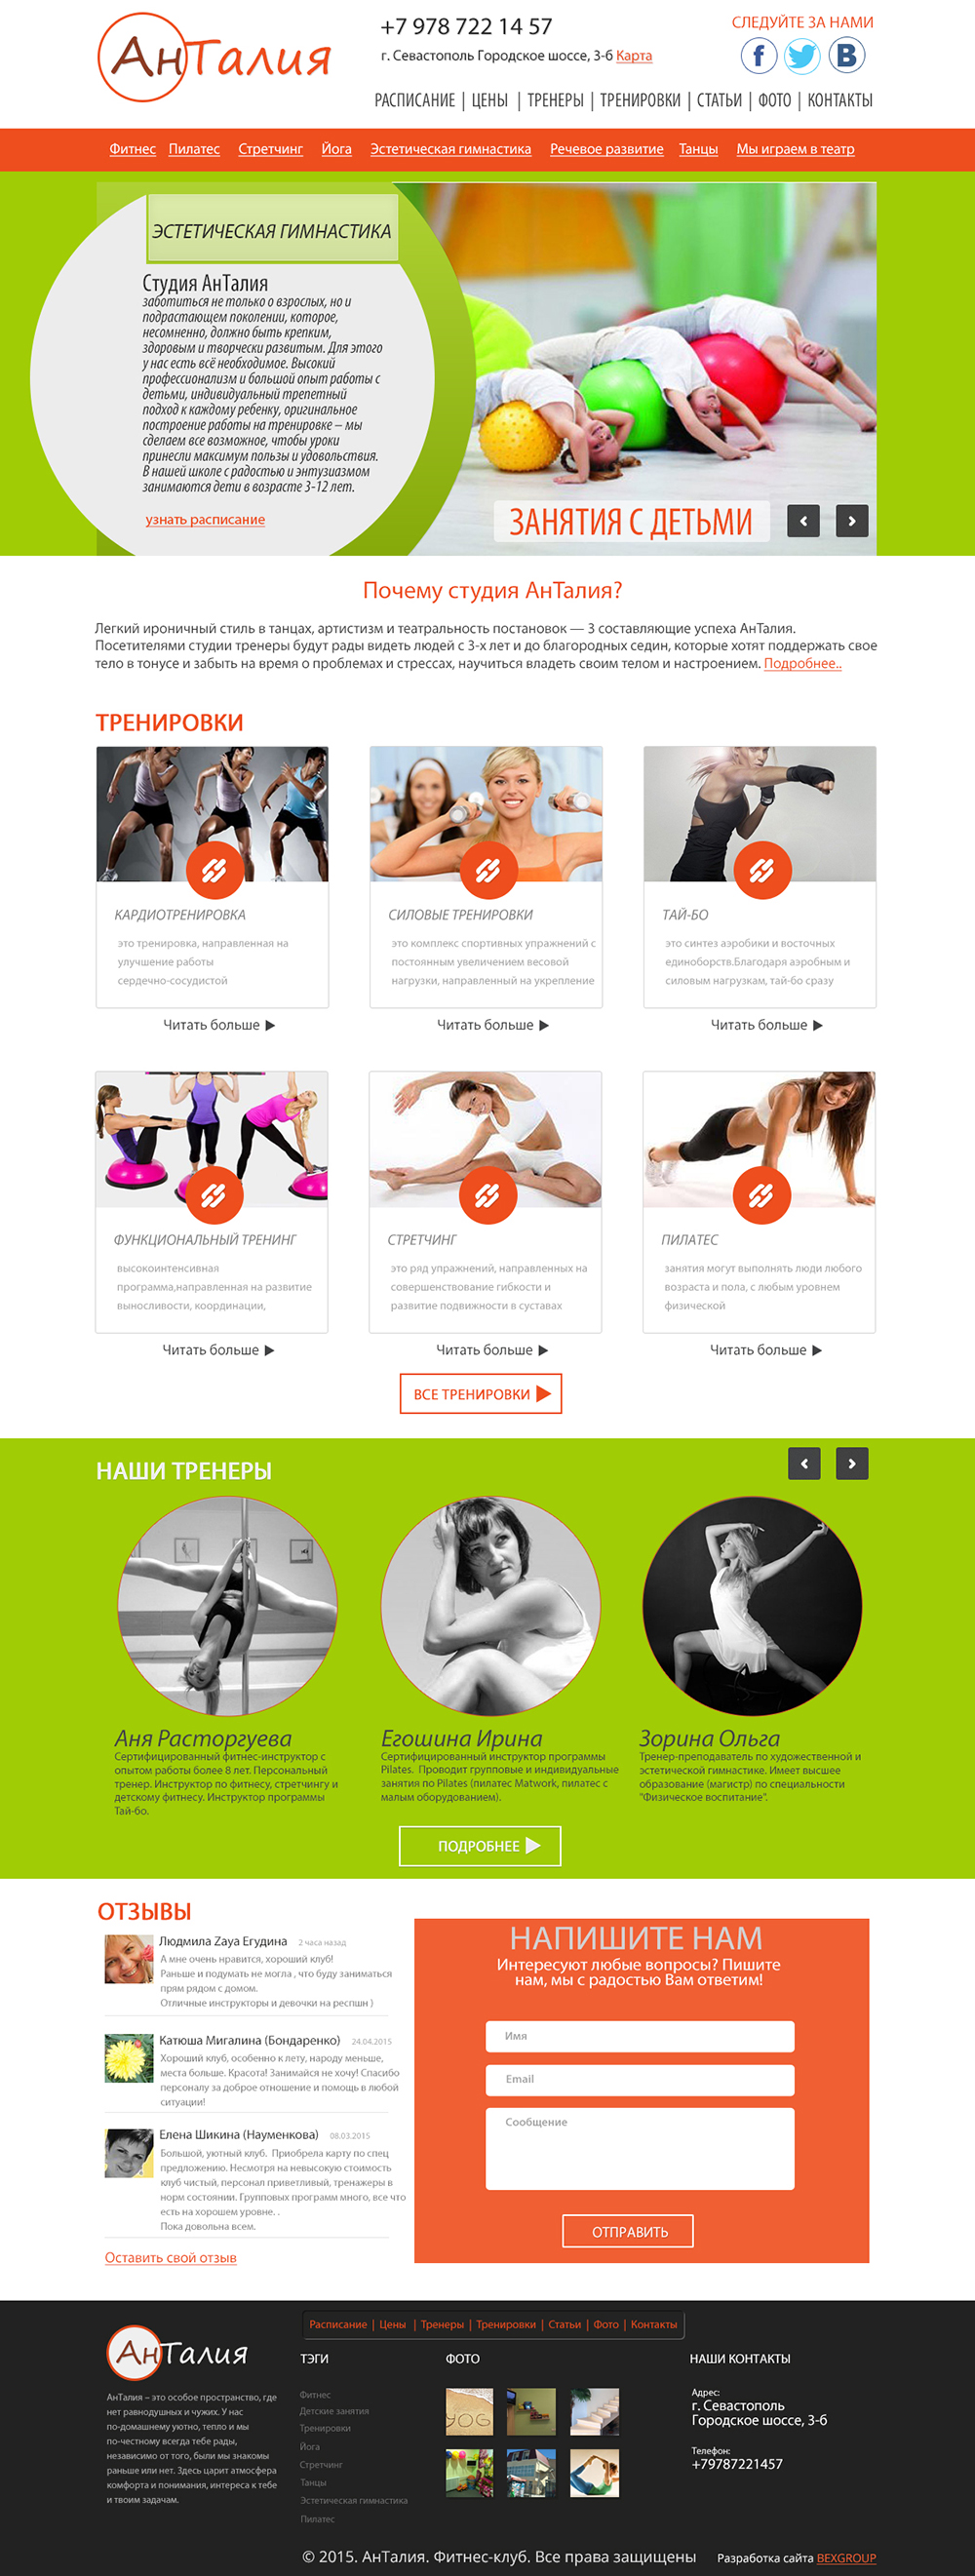 АнТалия
+7 978 722 14 57
г. Севастополь Городское шоссе, 3-б Карта
СЛЕДУЙТЕ ЗА НАМИ
РАСПИСАНИЕ | ЦЕНЫ | ТРЕНЕРЫ | ТРЕНИРОВКИ | СТАТЬИ | ФОТО | КОНТАКТЫ
Фитнес Пилатес Стретчинг Йога Эстетическая гимнастика Речевое развитие Танцы Мы играем в театр
ЭСТЕТИЧЕСКАЯ ГИМНАСТИКА
Студия АнТалия
заботиться не только о взрослых, но и
подрастающем поколении, которое,
несомненно, должно быть крепким,
здоровым и творчески развитым. Для этого
у нас есть всё необходимое. Высокий
профессионализм и большой опыт работы с
детьми, индивидуальный трепетный
подход к каждому ребенку, оригинальное
построение работы на тренировке – мы
сделаем все возможное, чтобы уроки
принесли максимум пользы и удовольствия.
В нашей школе с радостью и энтузиазмом
занимаются дети в возрасте 3-12 лет.
узнать расписание
ЗАНЯТИЯ С ДЕТЬМИ
Почему студия АнТалия?
Легкий ироничный стиль в танцах, артистизм и театральность постановок — 3 составляющие успеха АнТалия.
Посетителями студии тренеры будут рады видеть людей с 3-х лет и до благородных седин, которые хотят поддержать свое
тело в тонусе и забыть на время о проблемах и стрессах, научиться владеть своим телом и настроением. Подробнее..
ТРЕНИРОВКИ
КАРДИОТРЕНИРОВКА
это тренировка, направленная на
улучшение работы
сердечно-сосудистой
Читать больше
СИЛОВЫЕ ТРЕНИРОВКИ
это комплекс спортивных упражнений с
постоянным увеличением весовой
нагрузки, направленный на укрепление
Читать больше
ТАЙ-БО
это синтез аэробики и восточных
единоборств.Благодаря аэробным и
силовым нагрузкам, тай-бо сразу
Читать больше
ФУНКЦИОНАЛЬНЫЙ ТРЕНИНГ
высокоинтенсивная
программа,направленная на развитие
выносливости, координации,
Читать больше
СТРЕТЧИНГ
это ряд упражнений, направленных на
совершенствование гибкости и
развитие подвижности в суставах
Читать больше
ПИЛАТЕС
занятия могут выполнять люди любого
возраста и пола, с любым уровнем
физической
Читать больше
ВСЕ ТРЕНИРОВКИ
НАШИ ТРЕНЕРЫ
Аня Расторгуева
Сертифицированный фитнес-инструктор с
опытом работы более 8 лет. Персональный
тренер. Инструктор по фитнесу, стретчингу и
детскому фитнесу. Инструктор программы
Тай-бо.
Егошина Ирина
Сертифицированный инструктор программы
Pilates. Проводит групповые и индивидуальные
занятия по Pilates (пилатес Matwork, пилатес с
малым оборудованием).
Зорина Ольга
Тренер-преподаватель по художественной и
эстетической гимнастике. Имеет высшее
образование (магистр) по специальности
"Физическое воспитание".
ПОДРОБНЕЕ
ОТЗЫВЫ
Людмила Zaya Егудина 2 часа назад
А мне очень нравится, хороший клуб!
Раньше и подумать не могла , что буду заниматься
прям рядом с домом.
Отличные инструкторы и девочки на респшн )
Катюша Мигалина (Бондаренко) 24.04.2015
Хороший клуб, особенно к лету, народу меньше,
места больше. Красота! Занимайся не хочу! Спасибо
персоналу за доброе отношение и помощь в любой
ситуации!
Елена Шикина (Науменкова) 08.03.2015
Большой, уютный клуб. Приобрела карту по спец
предложению. Несмотря на невысокую стоимость
клуб чистый, персонал приветливый, тренажеры в
норм состоянии. Групповых программ много, все что
есть на хорошем уровне. .
Пока довольна всем.
Оставить свой отзыв
НАПИШИТЕ НАМ
Интересуют любые вопросы? Пишите
нам, мы с радостью Вам ответим!
Имя
Email
Сообщение
ОТПРАВИТЬ
АнТалия
АнТалия – это особое пространство, где
нет равнодушных и чужих. У нас
по-домашнему уютно, тепло и мы
по-честному всегда тебе рады,
независимо от того, были мы знакомы
раньше или нет. Здесь царит атмосфера
комфорта и понимания, интереса к тебе
и твоим задачам.
Расписание | Цены | Тренеры | Тренировки | Статьи | Фото | Контакты
ТЭГИ
Фитнес
Детские занятия
Тренировки
Йога
Стретчинг
Танцы
Эстетическая гимнастика
Пилатес
ФОТО
YOG
НАШИ КОНТАКТЫ
Адрес:
г. Севастополь
Городское шоссе, 3-б
Телефон:
+79787221457
© 2015. АнТалия. Фитнес-клуб. Все права защищены
Разработка сайта BEXGROUP